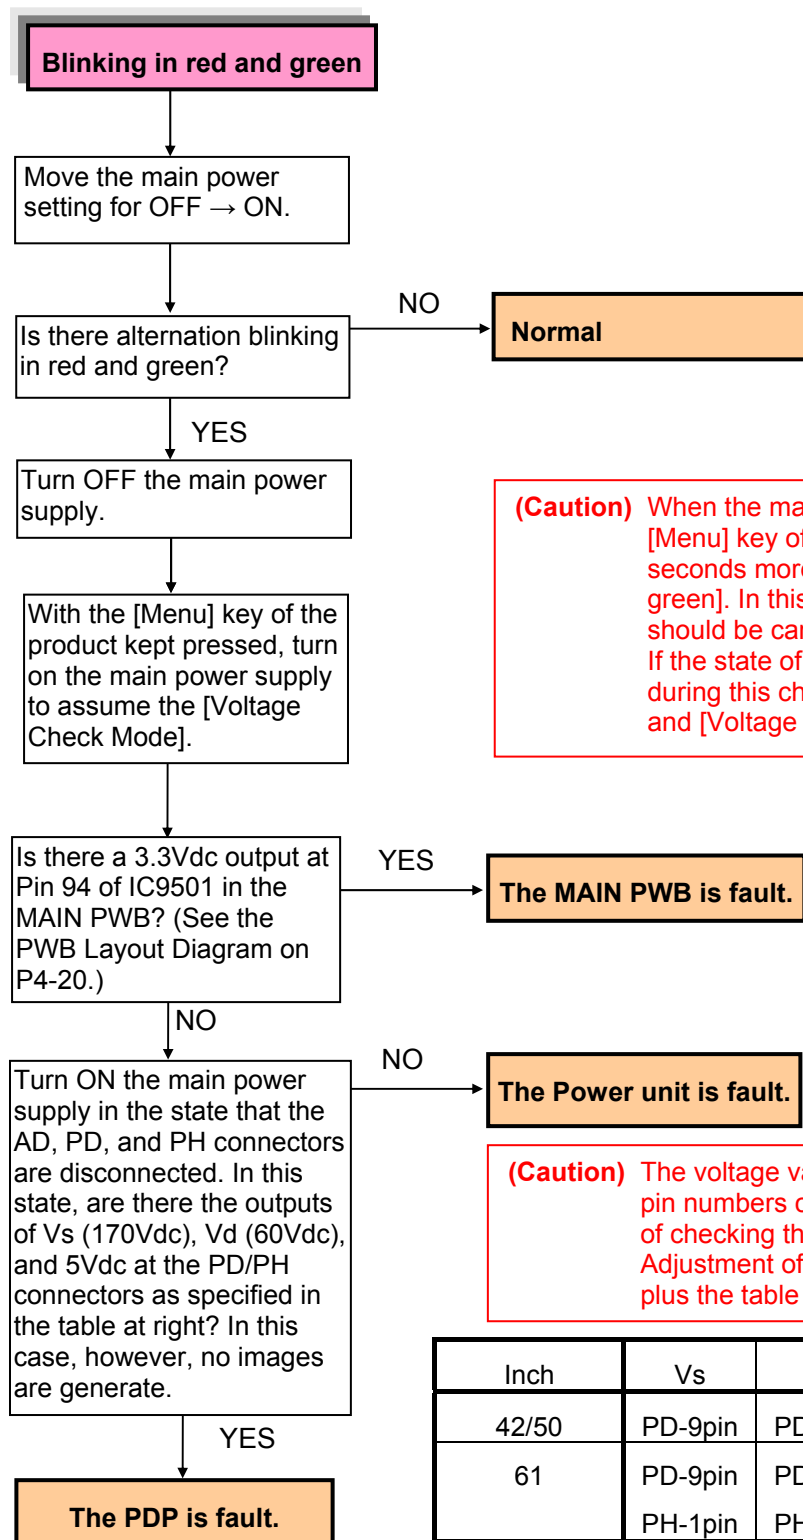 Blinking in red and green
Move the main power
setting for OFF → ON.
Is there alternation blinking
in red and green?
NO
Normal
YES
Turn OFF the main power
supply.
(Caution) When the ma
[Menu] key of
seconds more
green]. In this
should be car
If the state of
during this ch
and [Voltage
With the [Menu] key of the
product kept pressed, turn
on the main power supply
to assume the [Voltage
Check Mode].
Is there a 3.3Vdc output at
Pin 94 of IC9501 in the
MAIN PWB? (See the
PWB Layout Diagram on
P4-20.)
YES
The MAIN PWB is fault.
NO
Turn ON the main power
supply in the state that the
AD, PD, and PH connectors
are disconnected. In this
state, are there the outputs
of Vs (170Vdc), Vd (60Vdc),
and 5Vdc at the PD/PH
connectors as specified in
the table at right? In this
case, however, no images
are generate.
NO
The Power unit is fault.
(Caution) The voltage va
pin numbers o
of checking th
Adjustment of
plus the table
Inch Vs
42/50 PD-9pin PD
61 PD-9pin PD
PH-1pin PH
YES
The PDP is fault.